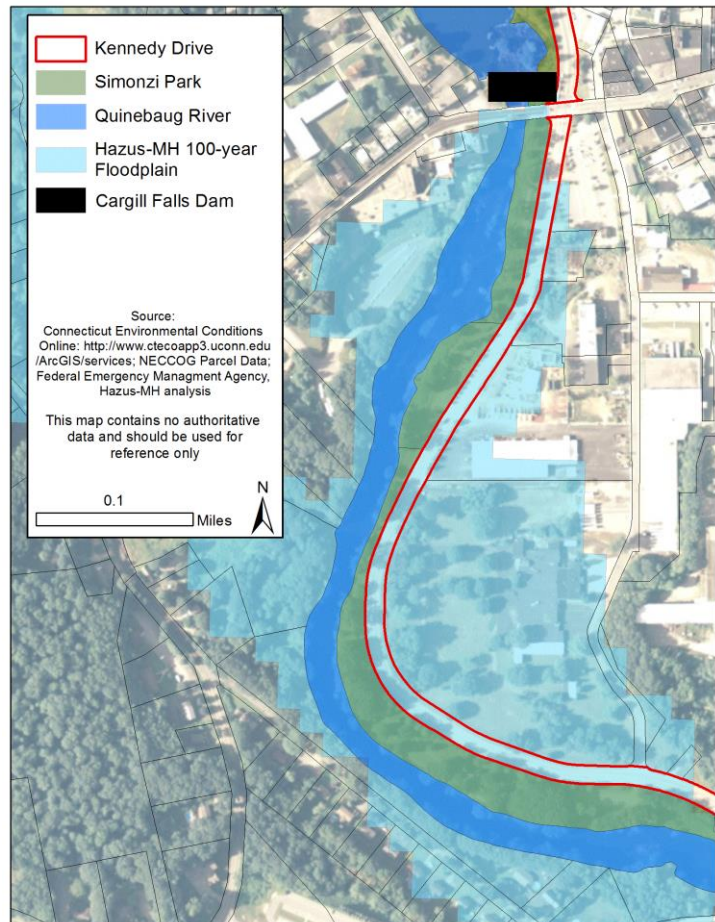 Kennedy Drive
Simonzi Park
Quinebaug River
Hazus-MH 100-year
Floodplain
Cargill Falls Dam
Source:
Connecticut Environmental Conditions
Online: http://www.ctecoapp3.uconn.edu
/ArcGIS/services; NECCOG Parcel Data;
Federal Emergency Managment Agency,
Hazus-MH analysis
This map contains no authoritative
data and should be used for
reference only
0.1
Miles
N